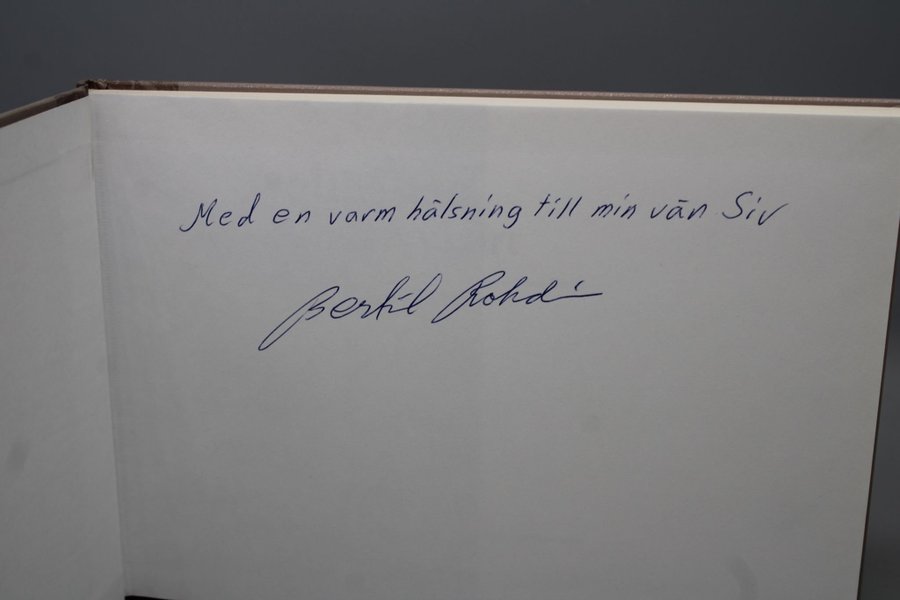 Med en varm hälsning till min vän Siv
Bertil